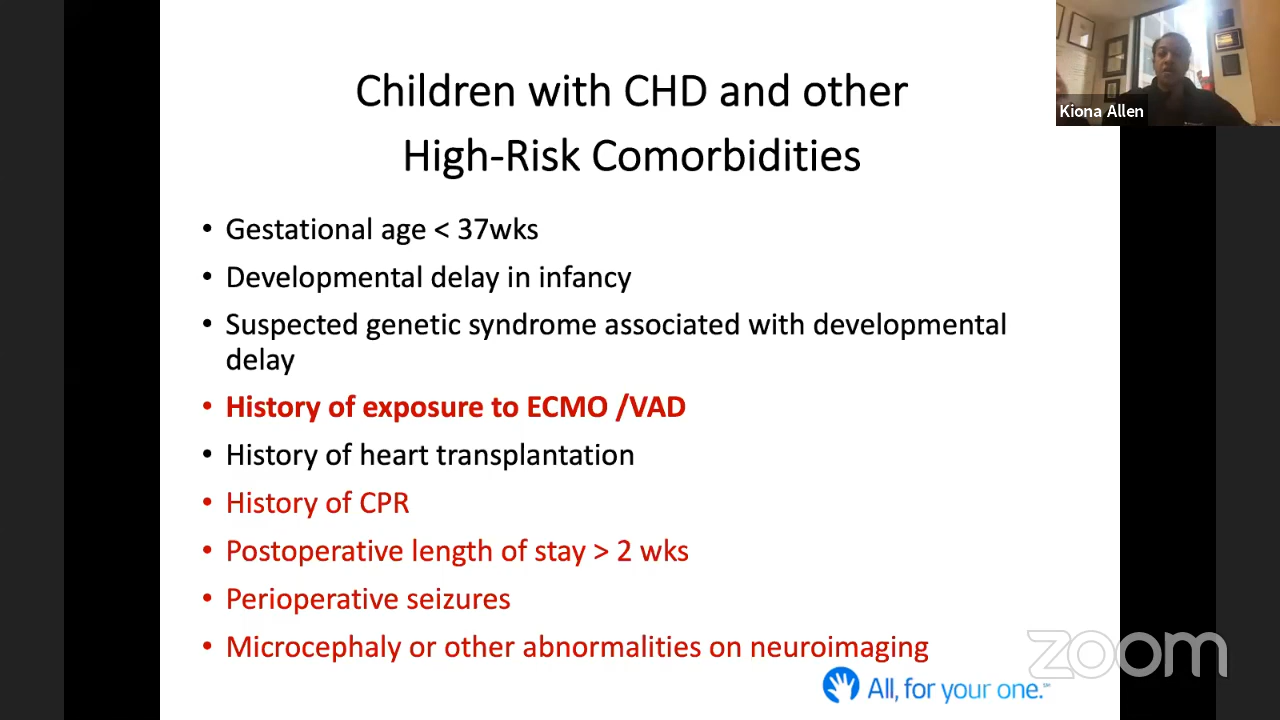 Children with CHD and other
High-Risk Comorbidities
Kiona Allen
• Gestational age < 37wks
• Developmental delay in infancy
• Suspected genetic syndrome associated with developmental
delay
• History of exposure to ECMO /VAD
• History of heart transplantation
• History of CPR
• Postoperative length of stay > 2 wks
• Perioperative seizures
• Microcephaly or other abnormalities on neuroimaging
zoom
All, for your one.℠